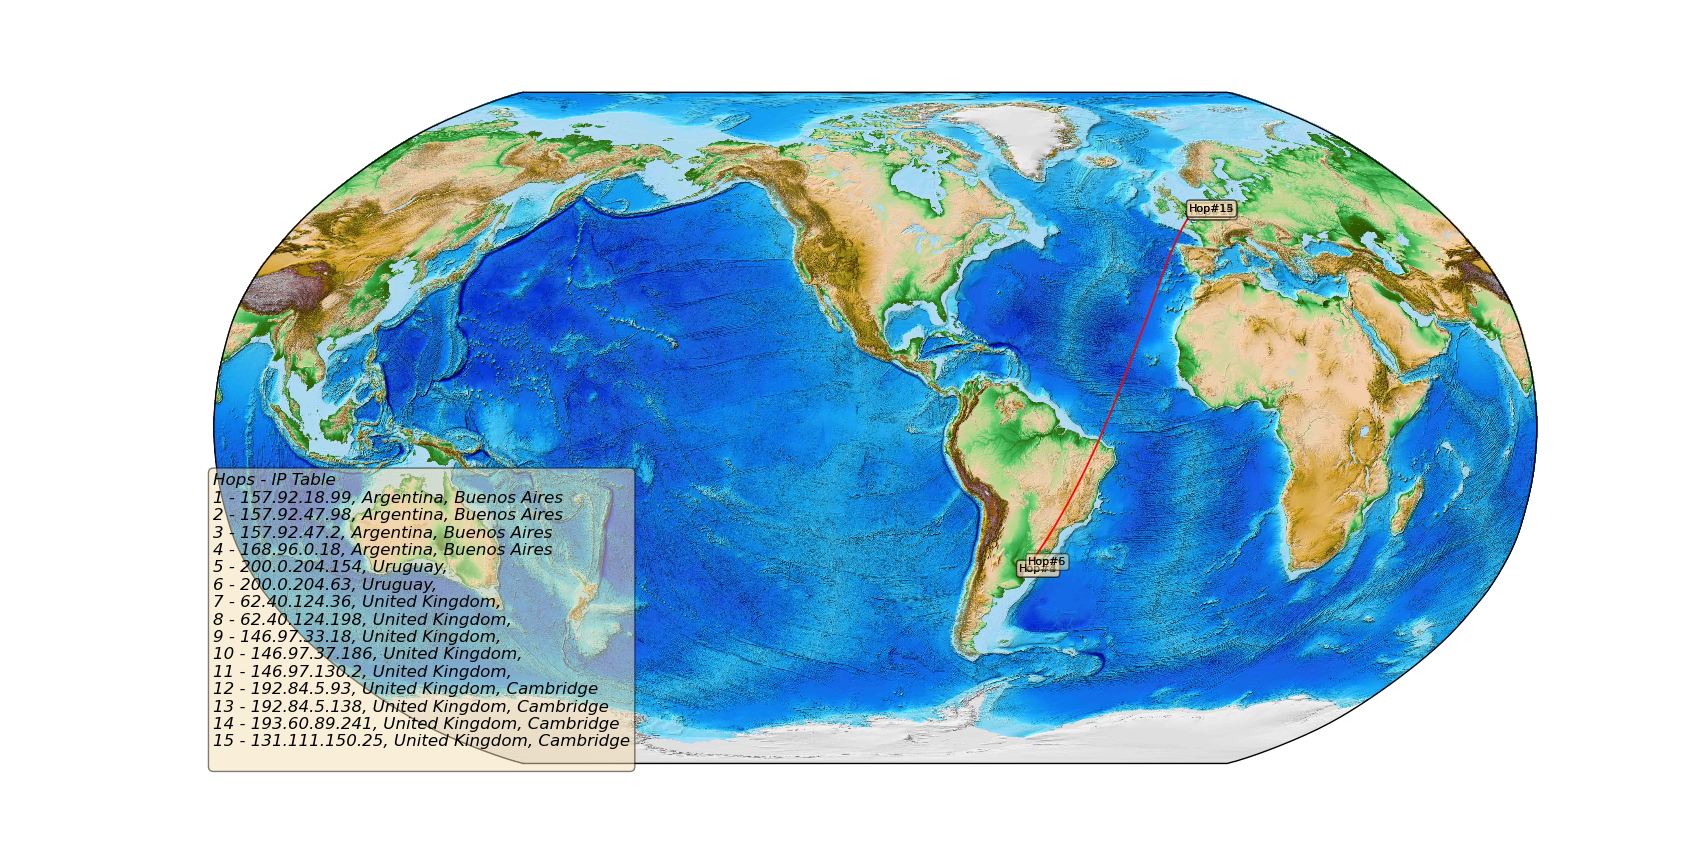 Hop#15
Hop#6
Hops - IP Table
1 - 157.92.18.99, Argentina, Buenos Aires
2 - 157.92.47.98, Argentina, Buenos Aires
3 - 157.92.47.2, Argentina, Buenos Aires
4 - 168.96.0.18, Argentina, Buenos Aires
5 - 200.0.204.154, Uruguay,
6 - 200.0.204.63, Uruguay,
7 - 62.40.124.36, United Kingdom,
8 - 62.40.124.198, United Kingdom,
9 - 146.97.33.18, United Kingdom,
10 - 146.97.37.186, United Kingdom,
11 - 146.97.130.2, United Kingdom,
12 - 192.84.5.93, United Kingdom, Cambridge
13 - 192.84.5.138, United Kingdom, Cambridge
14 - 193.60.89.241, United Kingdom, Cambridge
15 - 131.111.150.25, United Kingdom, Cambridge